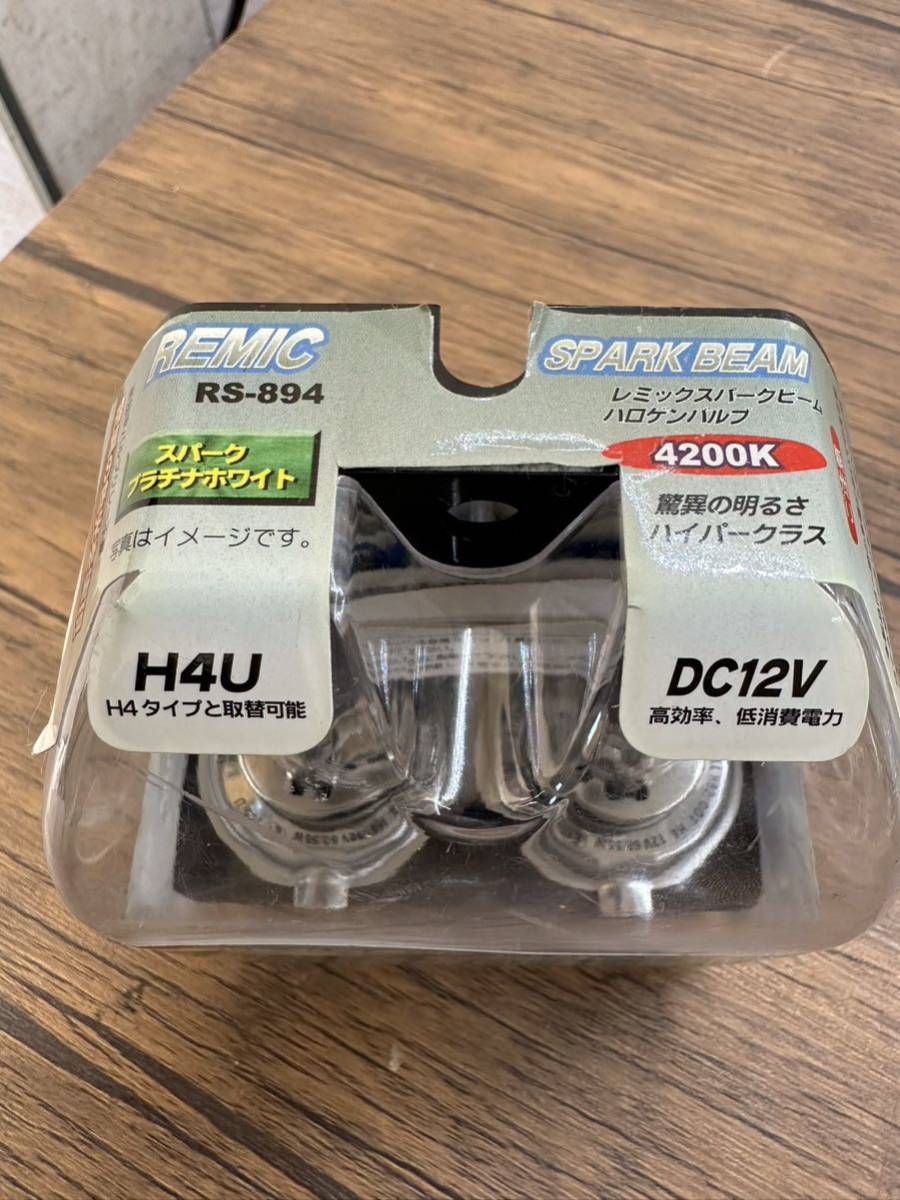 REMIC
RS-894
スパーク
プラチナホワイト
写真はイメージです。
H4U
H4タイプと取替可能
SPARK BEAM
レミックスパークビーム
ハロゲンバルブ
4200K
驚異の明るさ
ハイパークラス
DC12V
高効率、低消費電力